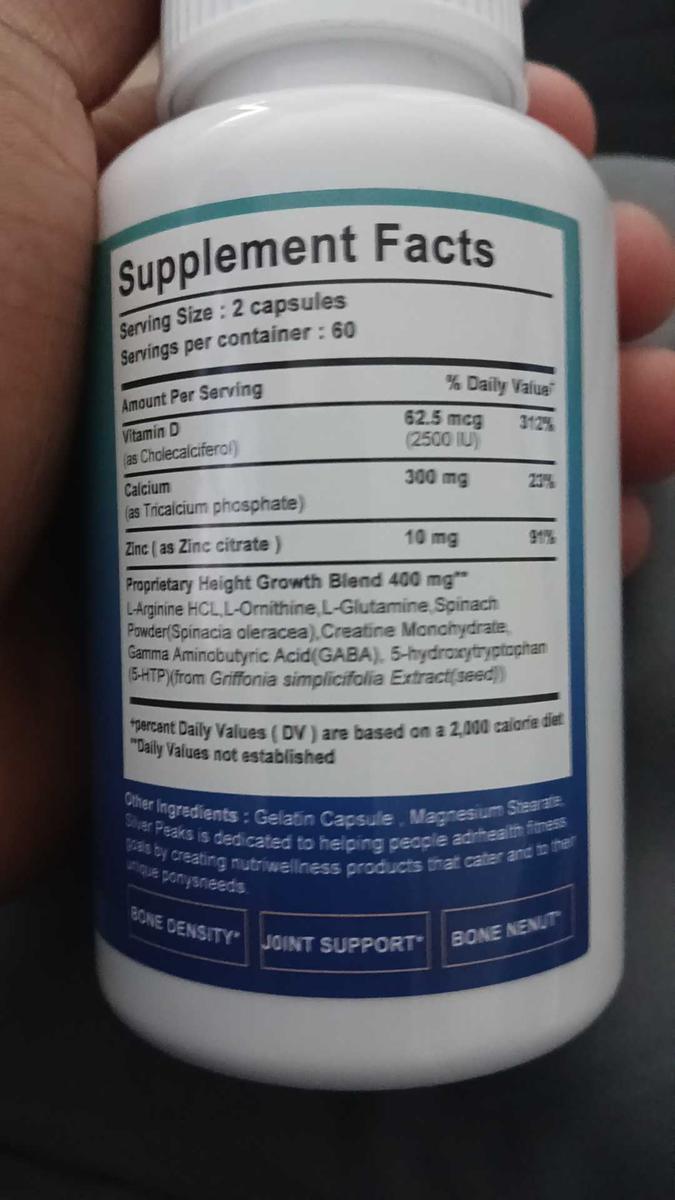 Supplement Facts
Serving Size : 2 capsules
Servings per container : 60
Amount Per Serving % Daily Value†
Vitamin D 62.5 mcg 312%
(as Cholecalciferol) (2500 IU)
Calcium 300 mg 23%
(as Tricalcium phosphate)
Zinc ( as Zinc citrate ) 10 mg 91%
Proprietary Height Growth Blend 400 mg**
L-Arginine HCL,L-Ornithine,L-Glutamine,Spinach
Powder(Spinacia oleracea),Creatine Monohydrate,
Gamma Aminobutyric Acid(GABA), 5-hydroxytryptophan
(5-HTP)(from Griffonia simplicifolia Extract(seed))
†percent Daily Values ( DV ) are based on a 2,000 calorie diet
**Daily Values not established
Other Ingredients : Gelatin Capsule , Magnesium Stearate.
Silver Peaks is dedicated to helping people adrhealth fitness
goals by creating nutriwellness products that cater and to their
unique ponysneeds.
BONE DENSITY* JOINT SUPPORT* BONE NENUT*